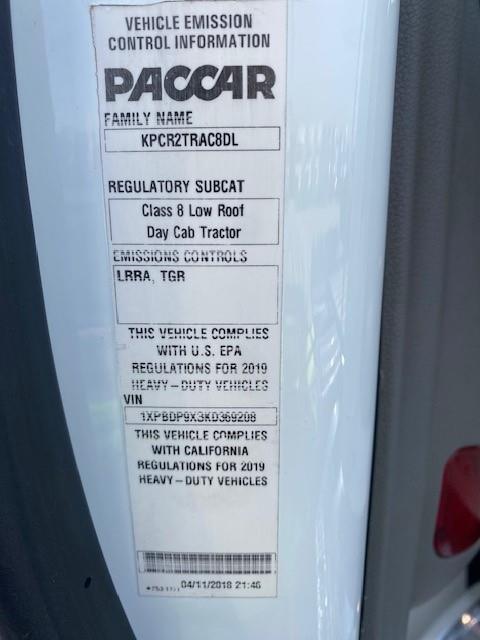 VEHICLE EMISSION
CONTROL INFORMATION
PACCAR
FAMILY NAME
KPCR2TRAC8DL
REGULATORY SUBCAT
Class 8 Low Roof
Day Cab Tractor
EMISSIONS CONTROLS
LRRA, TGR
THIS VEHICLE COMPLIES
WITH U.S. EPA
REGULATIONS FOR 2019
HEAVY-DUTY VEHICLES
VIN
1XPBDP9X3KD369208
THIS VEHICLE COMPLIES
WITH CALIFORNIA
REGULATIONS FOR 2019
HEAVY-DUTY VEHICLES
04/11/2018 21:46